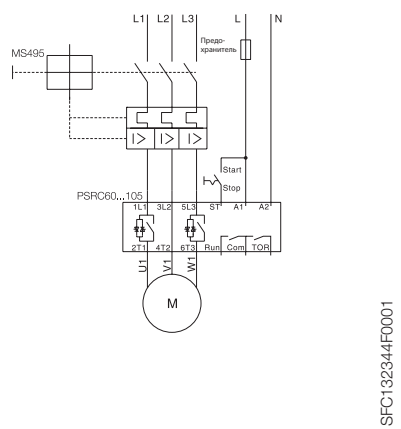 L1 L2 L3 L N
Предо-
хранитель
MS495
I> I> I>
Start
Stop
PSRC60...105
1L1 3L2 5L3 ST A1 A2
2T1 4T2 6T3 Run Com TOR
U1 V1 W1
M
SFC132344F0001